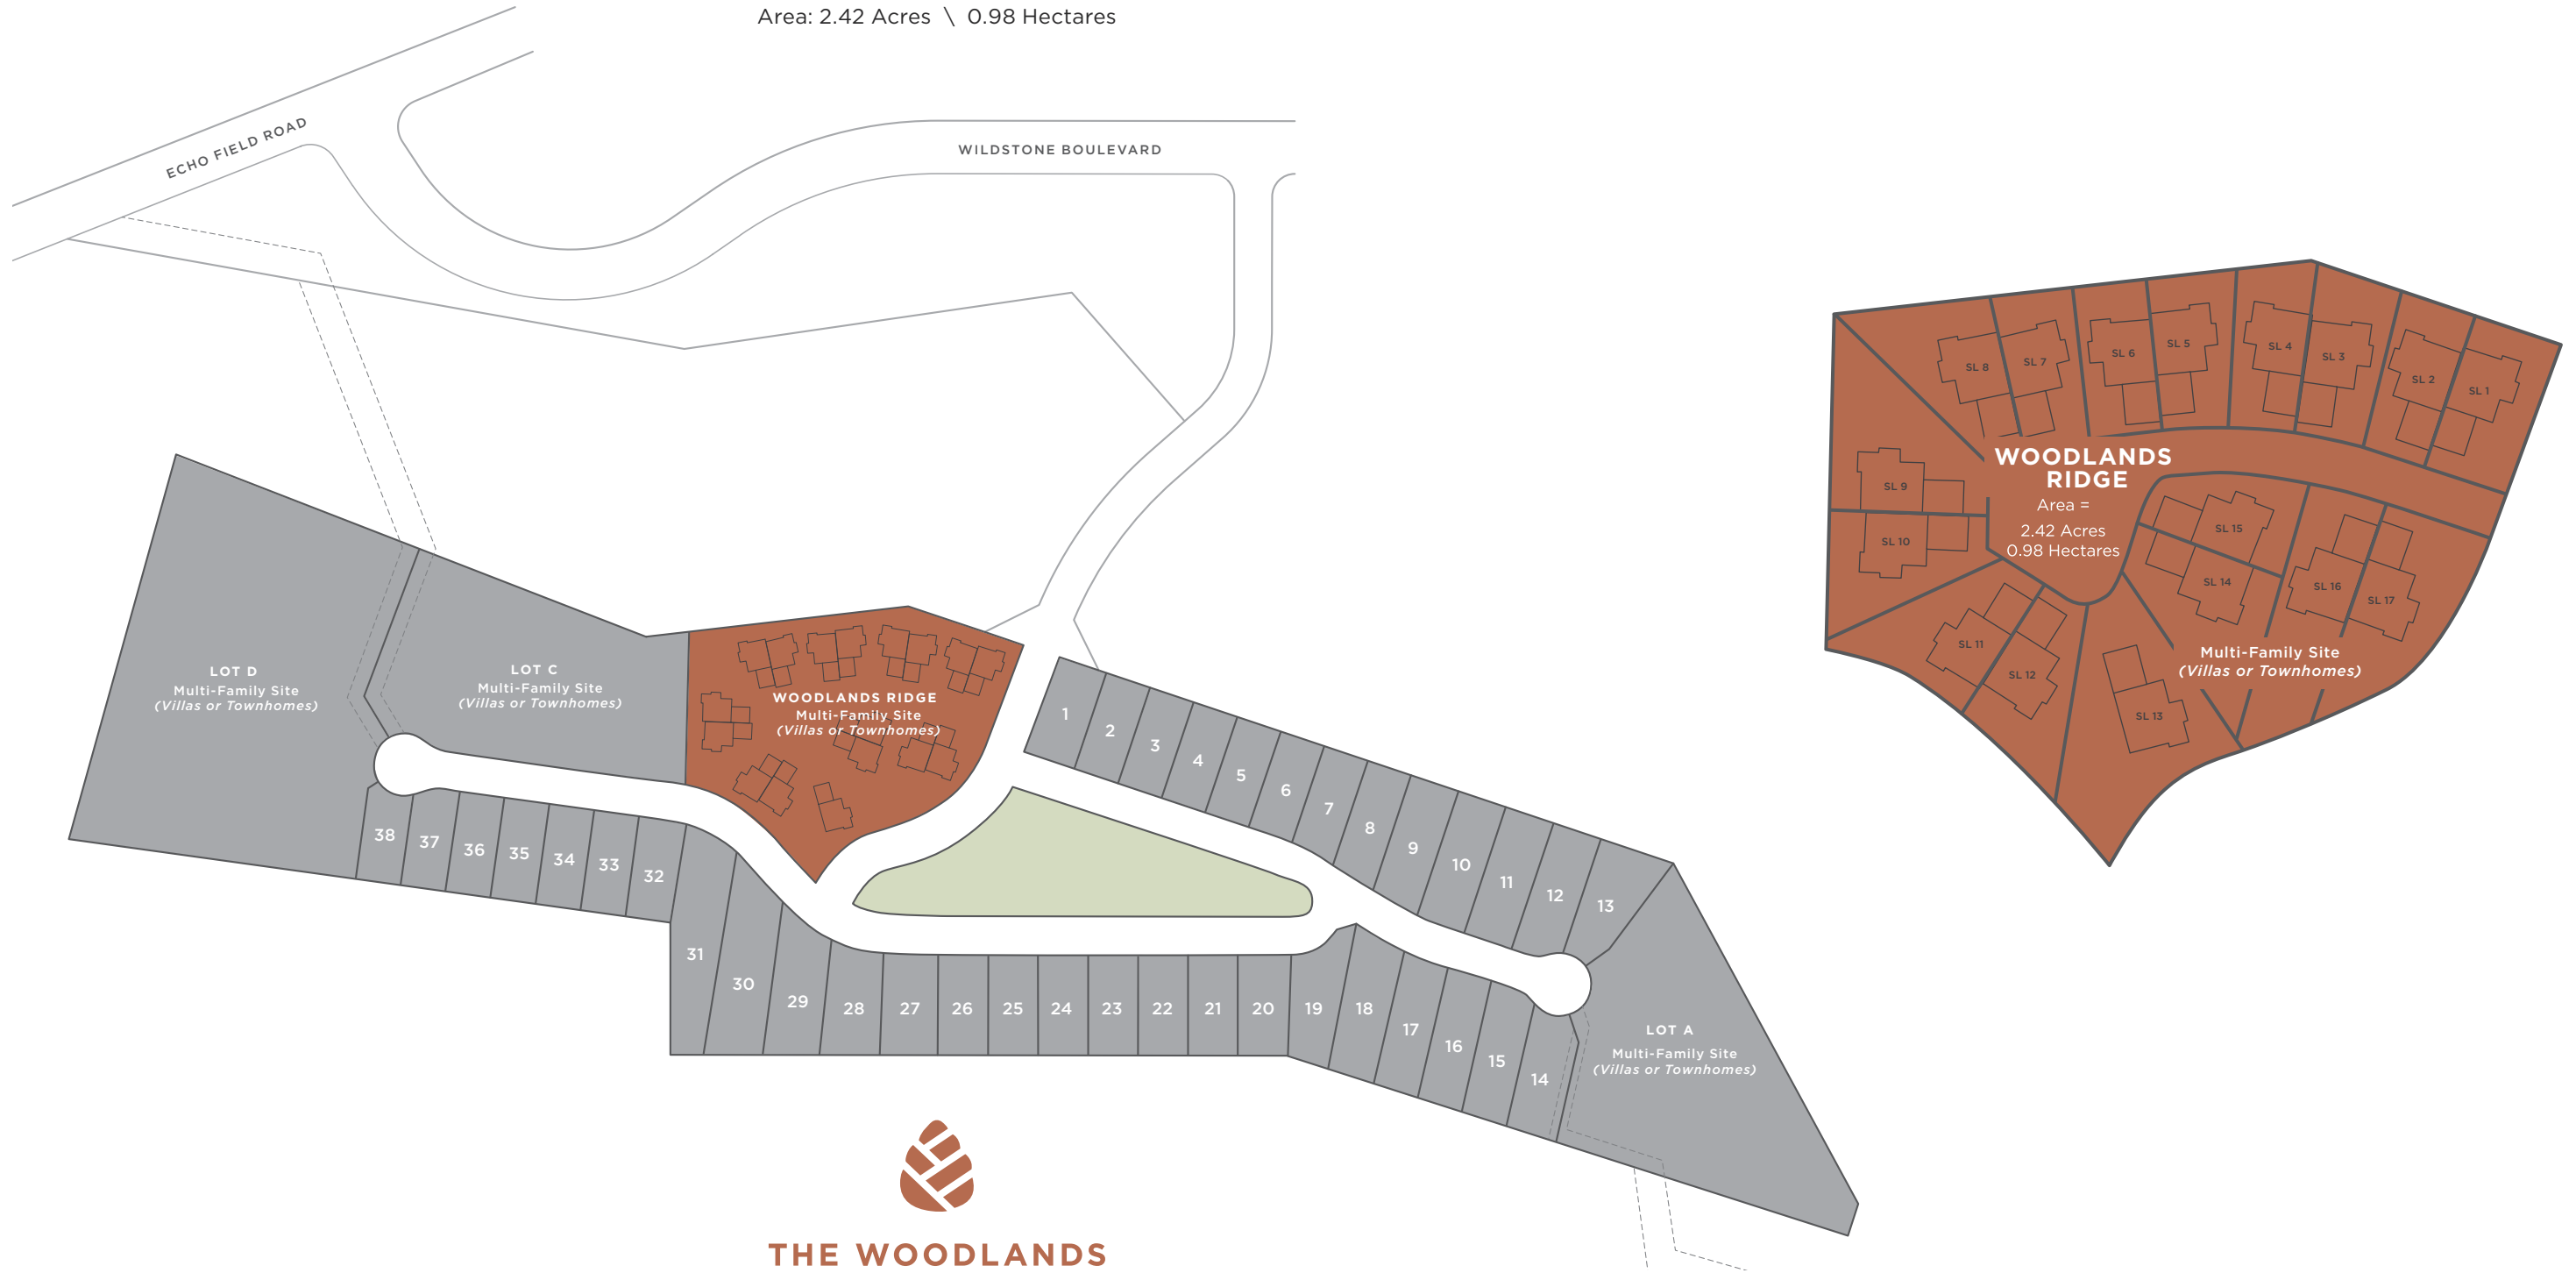 Area: 2.42 Acres \ 0.98 Hectares
ECHO FIELD ROAD
WILDSTONE BOULEVARD
LOT D
Multi-Family Site
(Villas or Townhomes)
LOT C
Multi-Family Site
(Villas or Townhomes)
WOODLANDS RIDGE
Multi-Family Site
(Villas or Townhomes)
1
2
3
4
5
6
7
8
9
10
11
12
13
38
37
36
35
34
33
32
31
30
29
28
27
26
25
24
23
22
21
20
19
18
17
16
15
14
LOT A
Multi-Family Site
(Villas or Townhomes)
THE WOODLANDS
SL 8
SL 7
SL 6
SL 5
SL 4
SL 3
SL 2
SL 1
WOODLANDS
RIDGE
Area =
2.42 Acres
0.98 Hectares
SL 9
SL 10
SL 15
SL 14
SL 16
SL 17
SL 11
SL 12
SL 13
Multi-Family Site
(Villas or Townhomes)